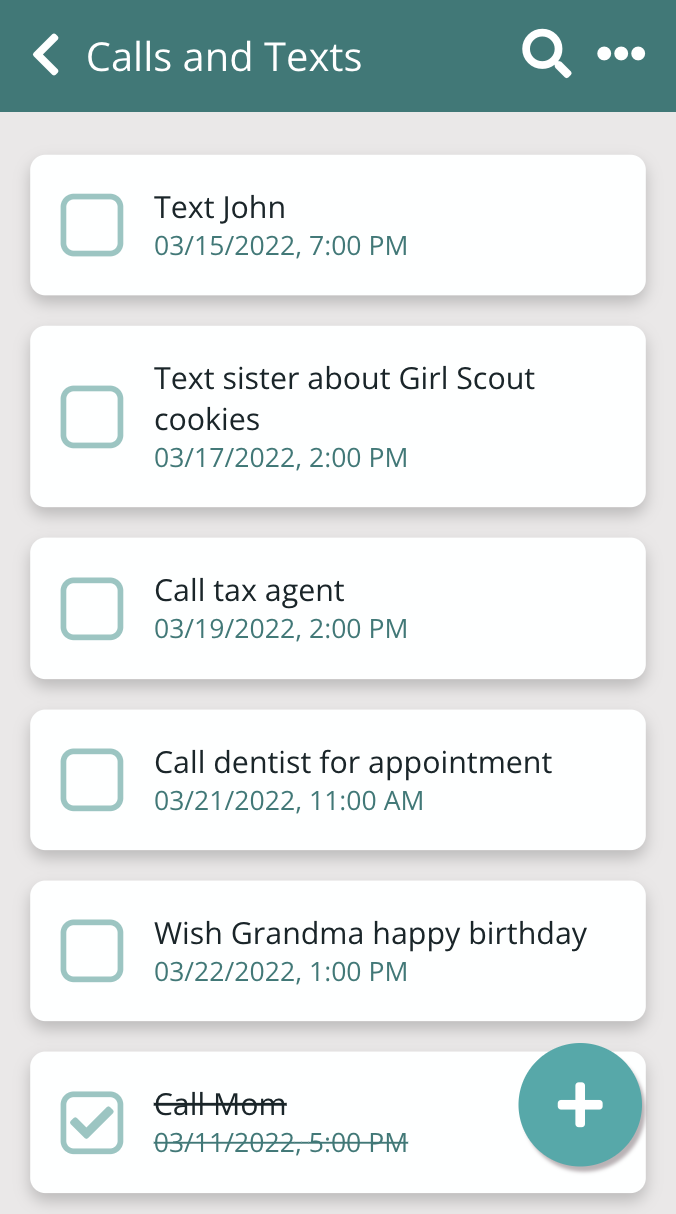 Calls and Texts
Text John
03/15/2022, 7:00 PM
Text sister about Girl Scout
cookies
03/17/2022, 2:00 PM
Call tax agent
03/19/2022, 2:00 PM
Call dentist for appointment
03/21/2022, 11:00 AM
Wish Grandma happy birthday
03/22/2022, 1:00 PM
Call Mom
03/11/2022, 5:00 PM